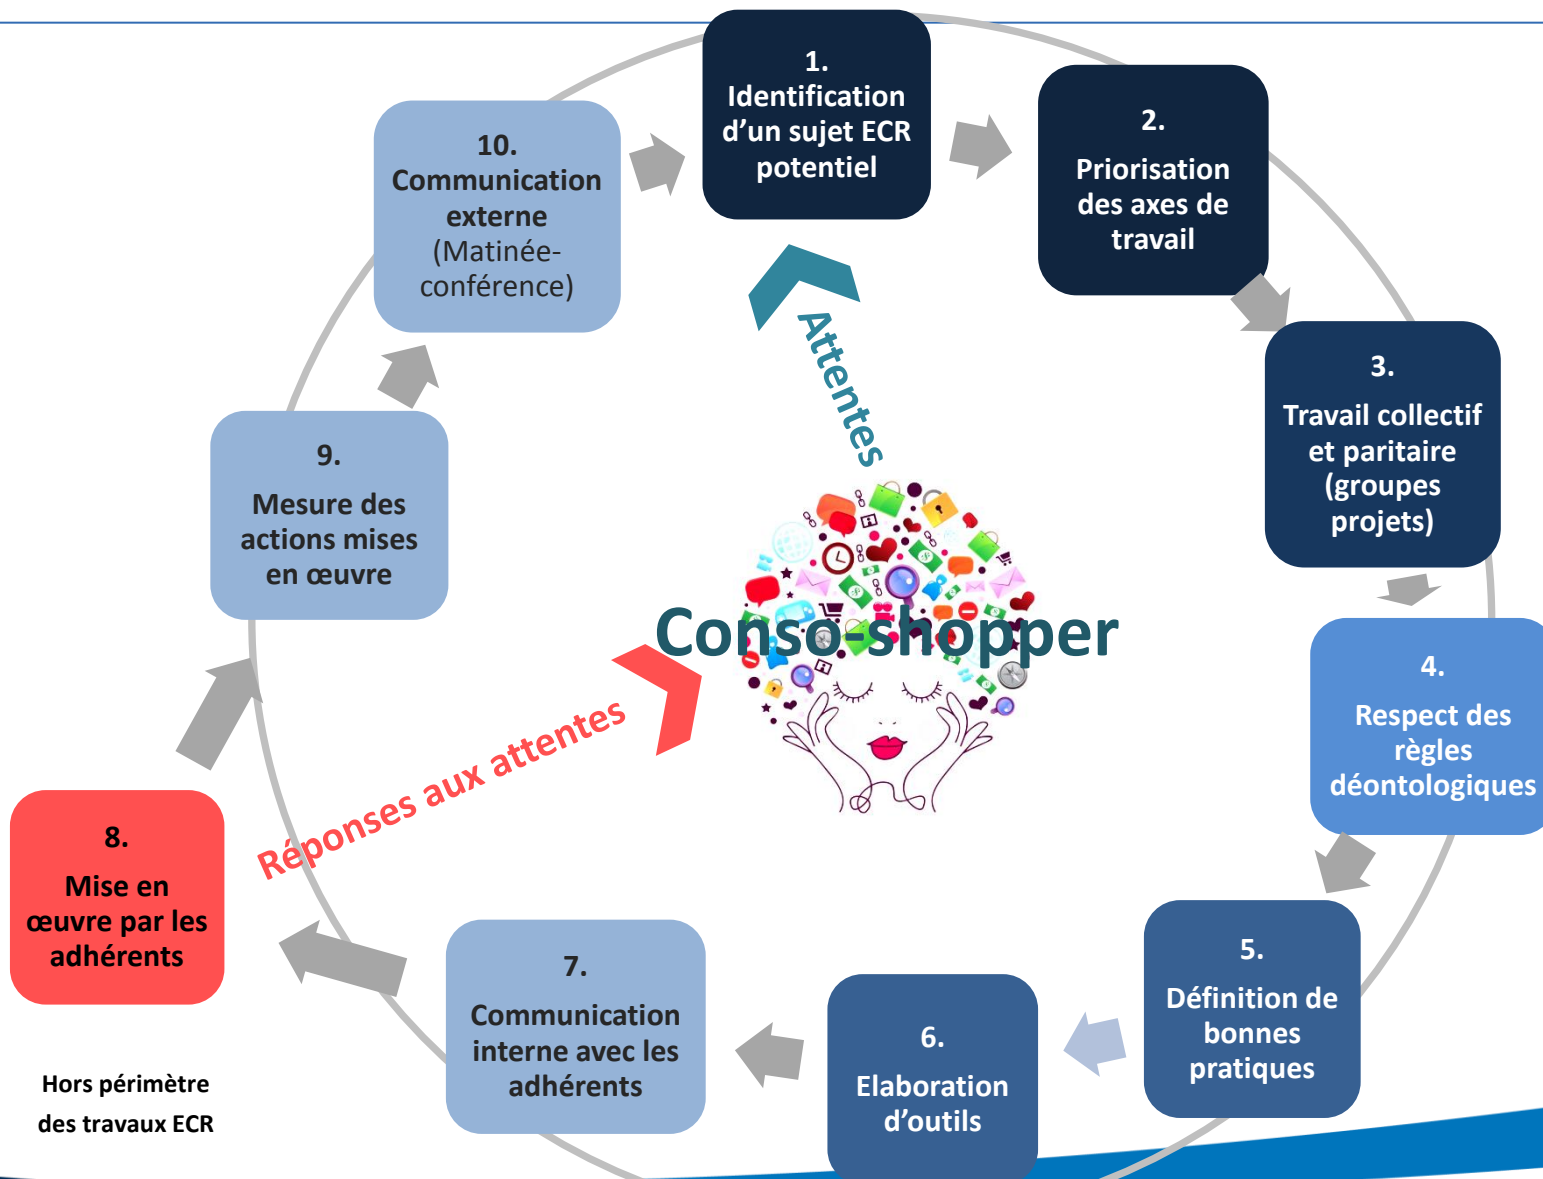 1.
Identification
d’un sujet ECR
potentiel
2.
Priorisation
des axes de
travail
3.
Travail collectif
et paritaire
(groupes
projets)
4.
Respect des
règles
déontologiques
5.
Définition de
bonnes
pratiques
6.
Elaboration
d’outils
7.
Communication
interne avec les
adhérents
8.
Mise en
œuvre par les
adhérents
Hors périmètre
des travaux ECR
9.
Mesure des
actions mises
en œuvre
10.
Communication
externe
(Matinée-
conférence)
Attentes
Conso-shopper
Réponses aux attentes